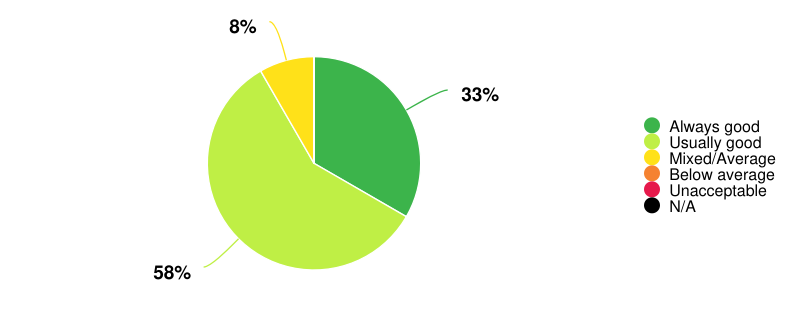 8%
33%
58%
Always good
Usually good
Mixed/Average
Below average
Unacceptable
N/A